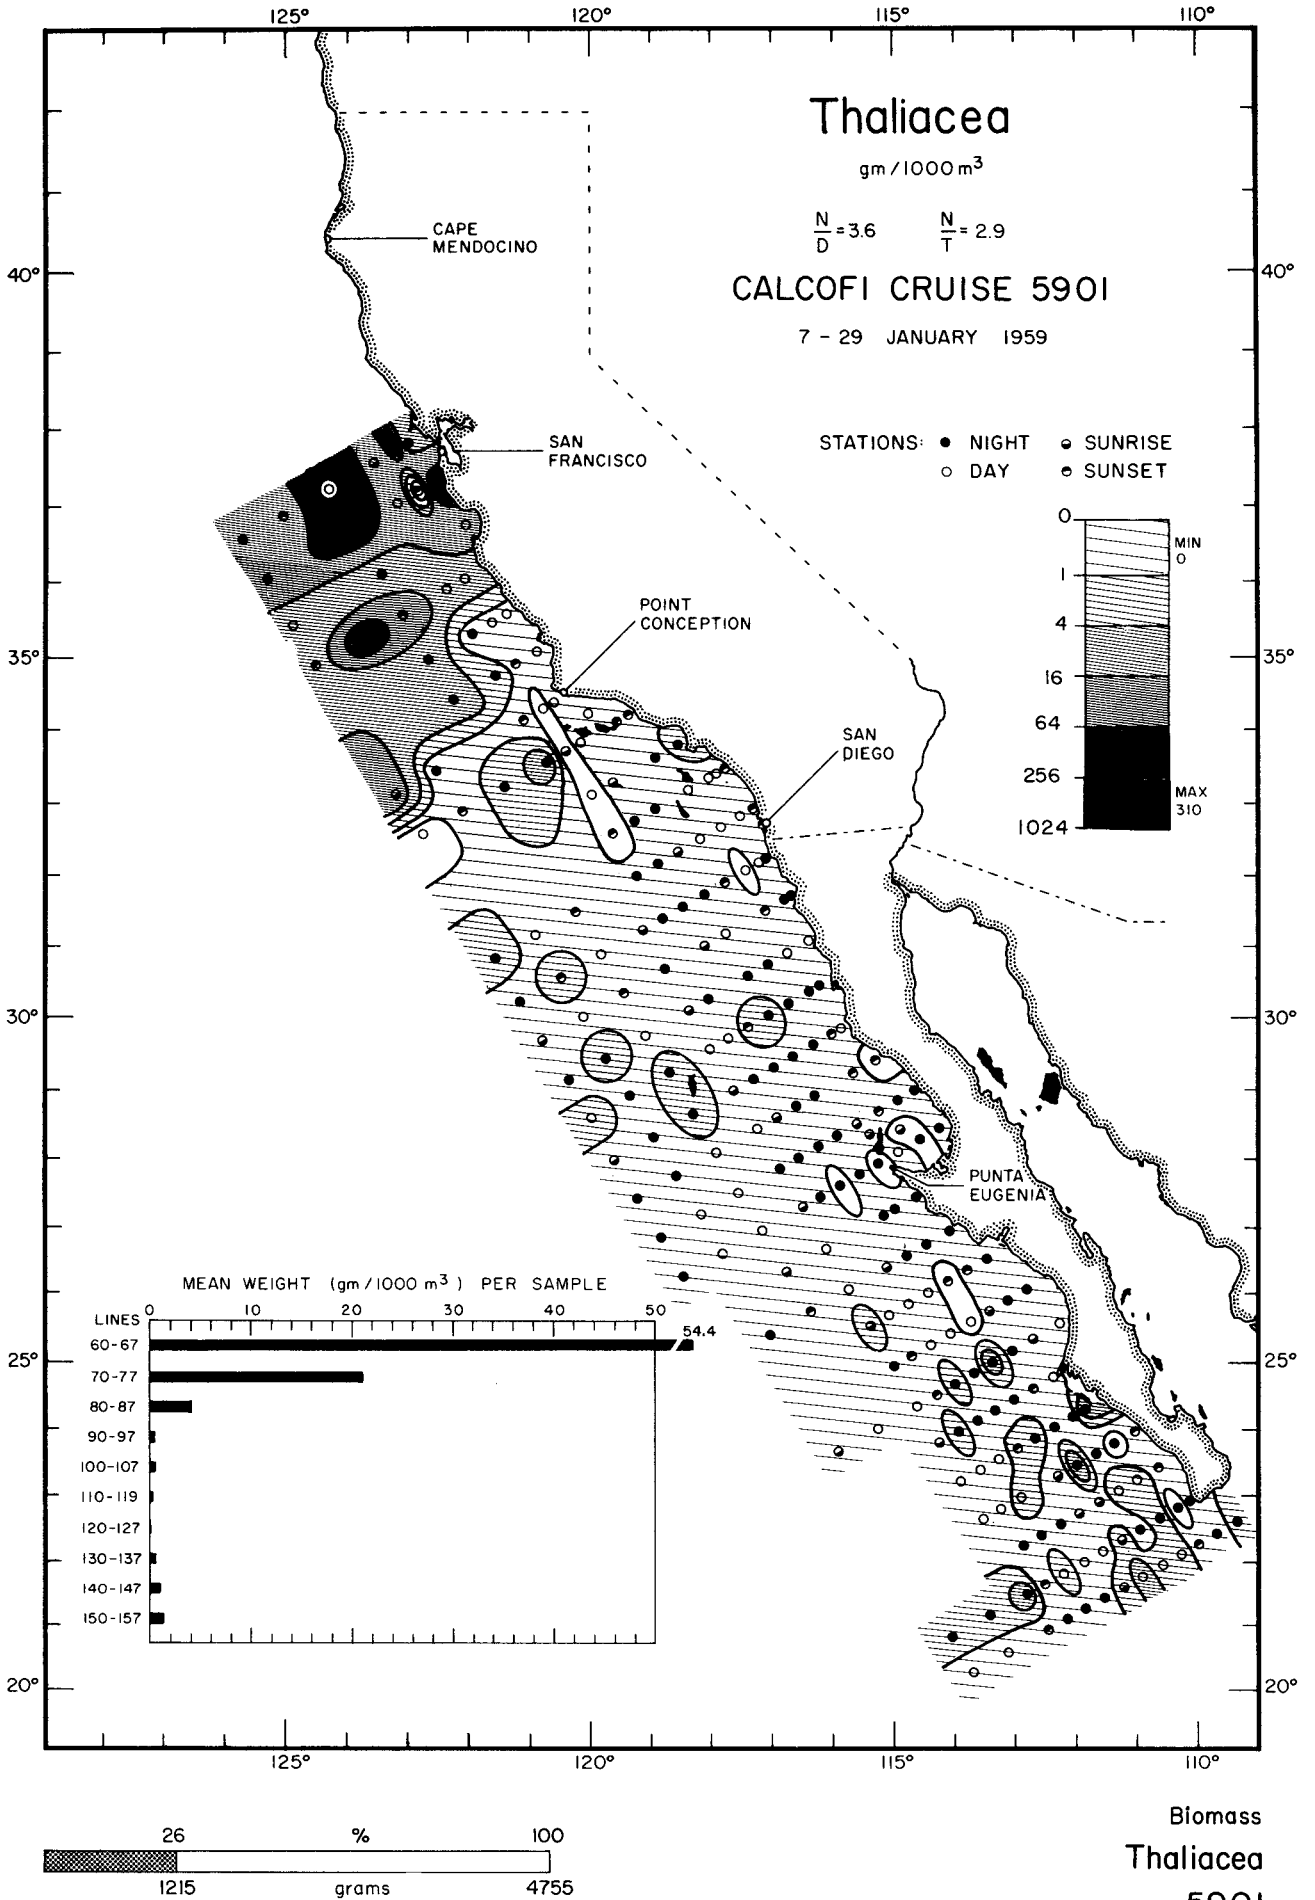 125° 120° 115° 110°
Thaliacea
gm/1000 m³
N/D = 3.6 N/T = 2.9
CALCOFI CRUISE 5901
7 - 29 JANUARY 1959
CAPE
MENDOCINO
40° 40°
STATIONS: ● NIGHT SUNRISE
○ DAY SUNSET
SAN
FRANCISCO
0
MIN
0
1
4
16
64
256
MAX
310
1024
POINT
CONCEPTION
35° 35°
SAN
DIEGO
30° 30°
PUNTA
EUGENIA
MEAN WEIGHT (gm/1000 m³) PER SAMPLE
0 10 20 30 40 50
LINES
60-67 54.4
70-77
80-87
90-97
100-107
110-119
120-127
130-137
140-147
150-157
25° 25°
20° 20°
125° 120° 115° 110°
26 % 100
1215 grams 4755
Biomass
Thaliacea
5901